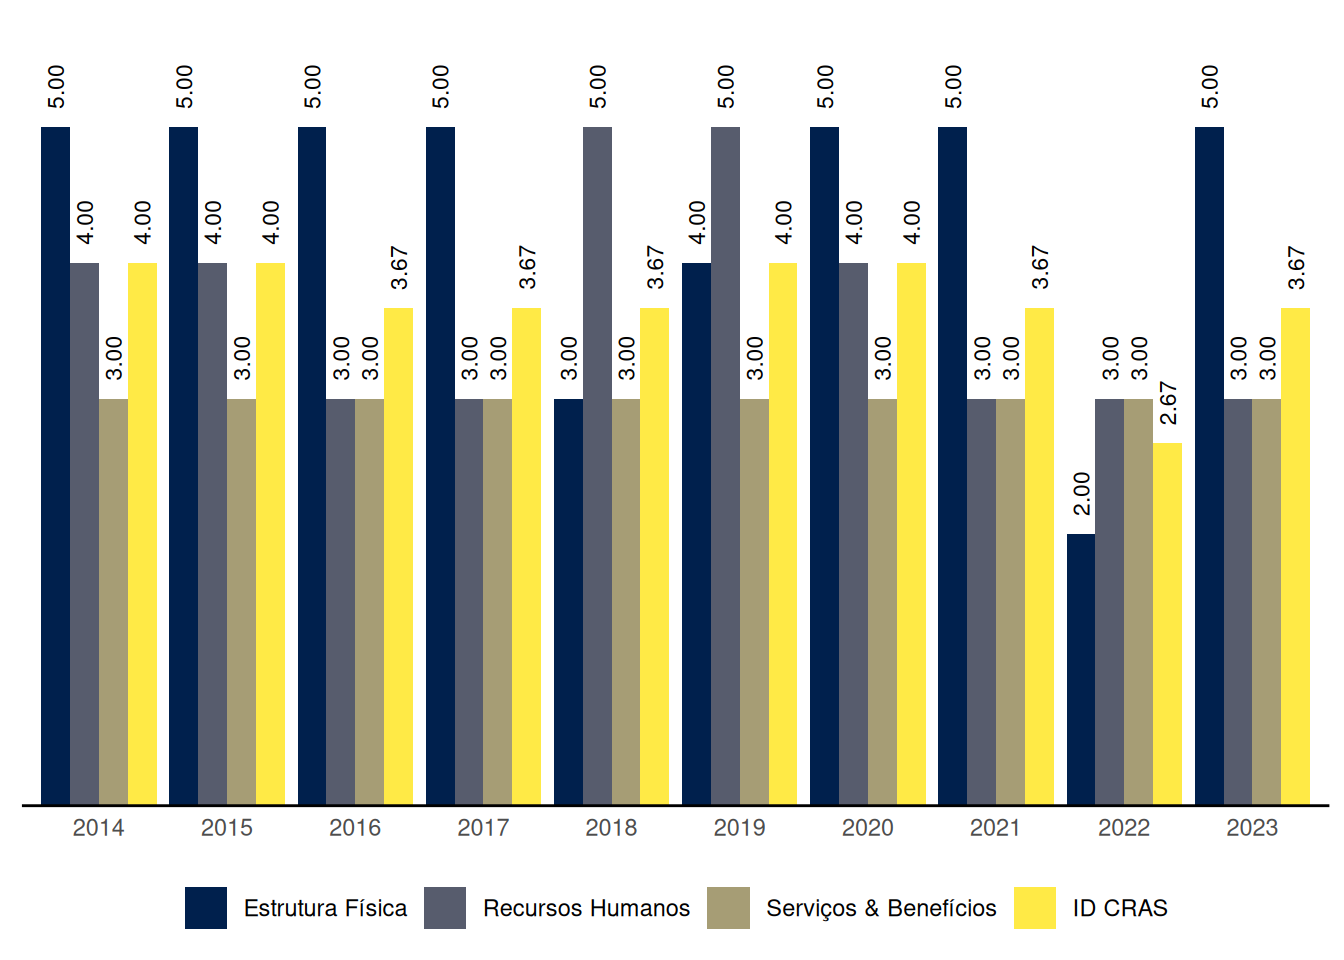 5.00 5.00 5.00 5.00 5.00 5.00 5.00 5.00 5.00
4.00 4.00 4.00 4.00 4.00 4.00 4.00 4.00
3.67 3.67 3.67 3.67 3.67
3.00 3.00 3.00 3.00 3.00 3.00 3.00 3.00 3.00 3.00 3.00 3.00 3.00 3.00 3.00
2.67
2.00
2014 2015 2016 2017 2018 2019 2020 2021 2022 2023
Estrutura Física Recursos Humanos Serviços & Benefícios ID CRAS